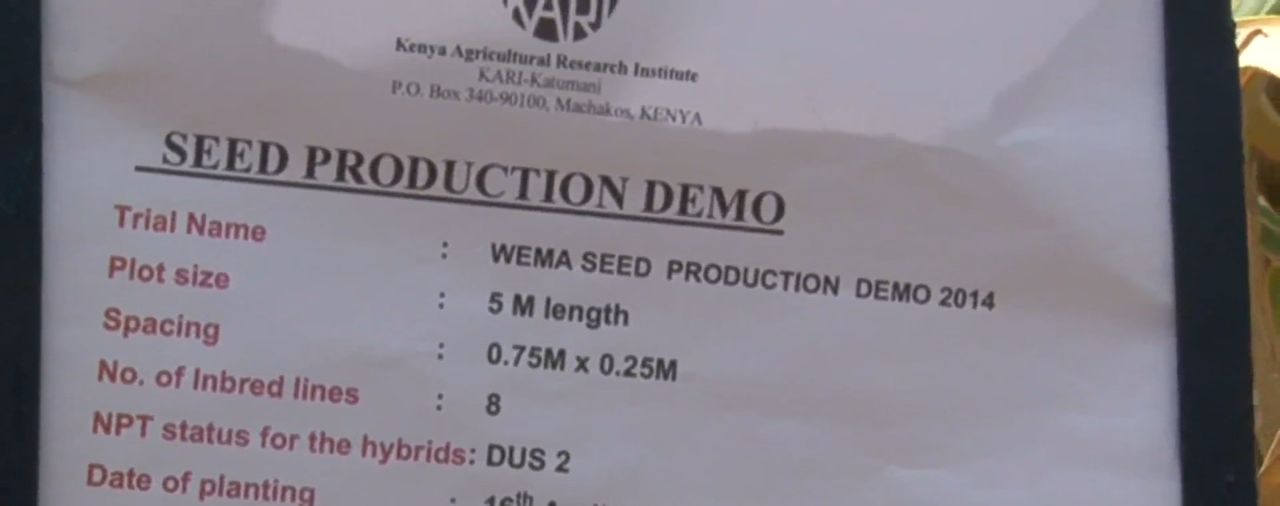 KARI
Kenya Agricultural Research Institute
KARI-Katumani
P.O. Box 340-90100, Machakos, KENYA
SEED PRODUCTION DEMO
Trial Name : WEMA SEED PRODUCTION DEMO 2014
Plot size : 5 M length
Spacing : 0.75M x 0.25M
No. of Inbred lines : 8
NPT status for the hybrids: DUS 2
Date of planting :